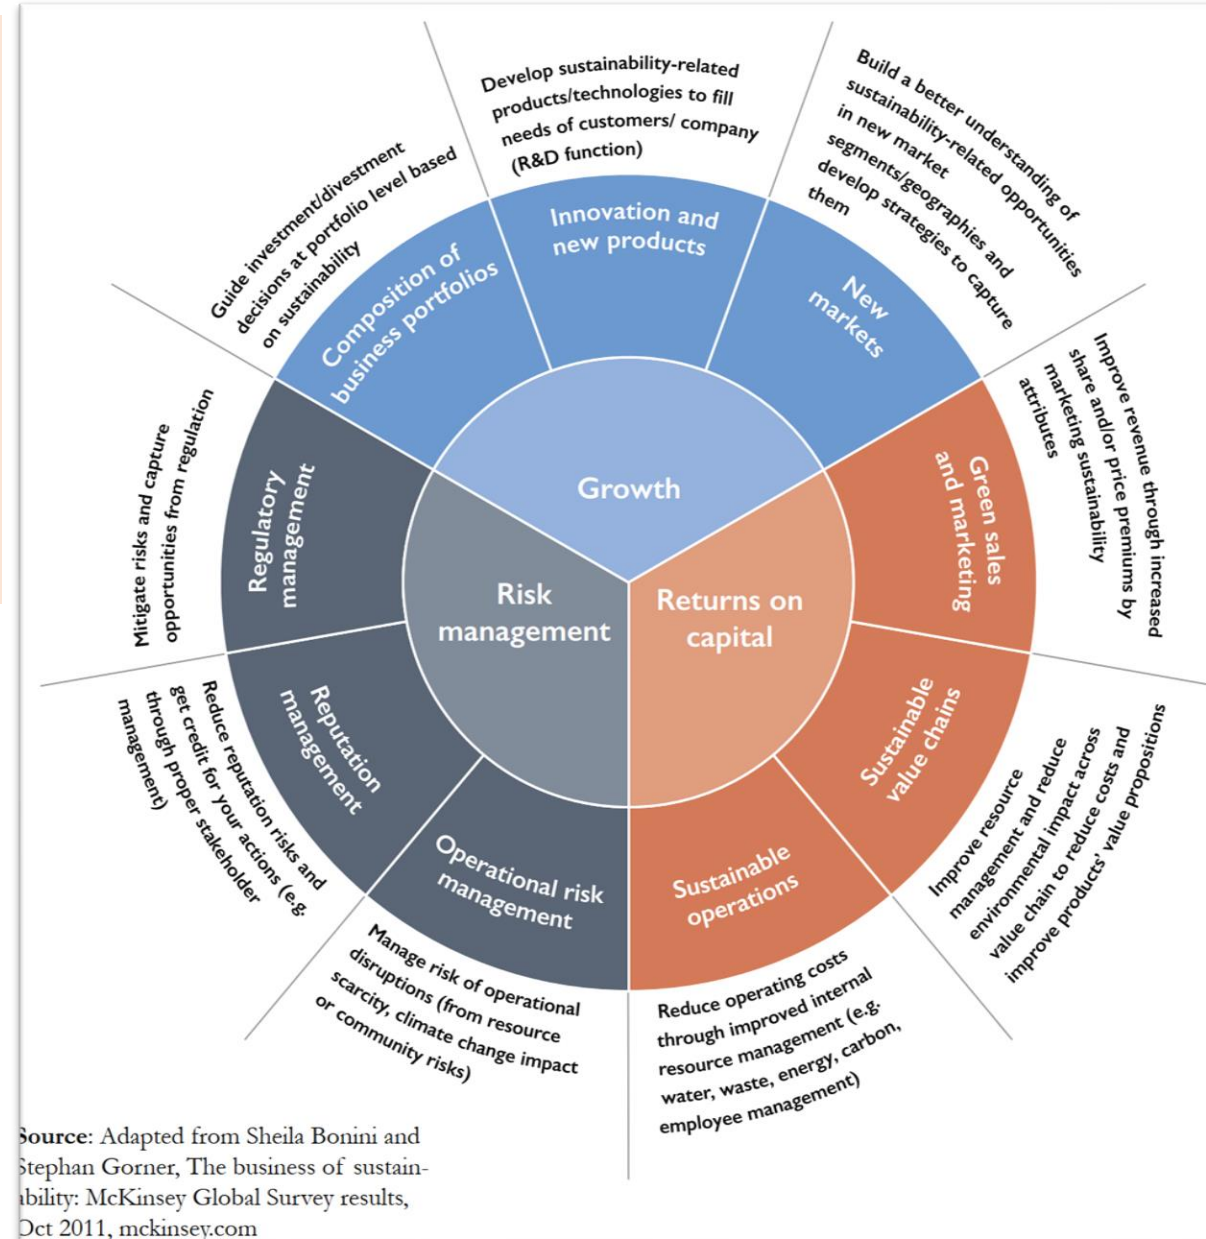 Develop sustainability-related
products/technologies to fill
needs of customers/ company
(R&D function)
Innovation and
new products
Build a better understanding of
sustainability-related opportunities
in new market
segments/geographies and
develop strategies to capture
them
New
markets
Improve revenue through increased
share and/or price premiums by
marketing sustainability
attributes
Green sales
and marketing
Improve resource
management and reduce
environmental impact across
value chain to reduce costs and
improve products' value propositions
Sustainable
value chains
Reduce operating costs
through improved internal
resource management (e.g.
water, waste, energy, carbon,
employee management)
Sustainable
operations
Manage risk of operational
disruptions (from resource
scarcity, climate change impact
or community risks)
Operational risk
management
Reduce reputation risks and
get credit for your actions (e.g.
through proper stakeholder
management)
Reputation
management
Mitigate risks and capture
opportunities from regulation
Regulatory
management
Guide investment/divestment
decisions at portfolio level based
on sustainability
Composition of
business portfolios
Growth
Risk
management
Returns on
capital
Source: Adapted from Sheila Bonini and
Stephan Gorner, The business of sustain-
ability: McKinsey Global Survey results,
Oct 2011, mckinsey.com